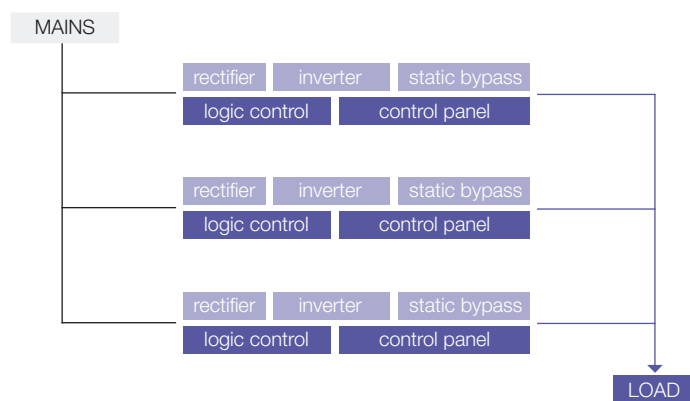 MAINS
rectifier inverter static bypass
logic control control panel
rectifier inverter static bypass
logic control control panel
rectifier inverter static bypass
logic control control panel
LOAD